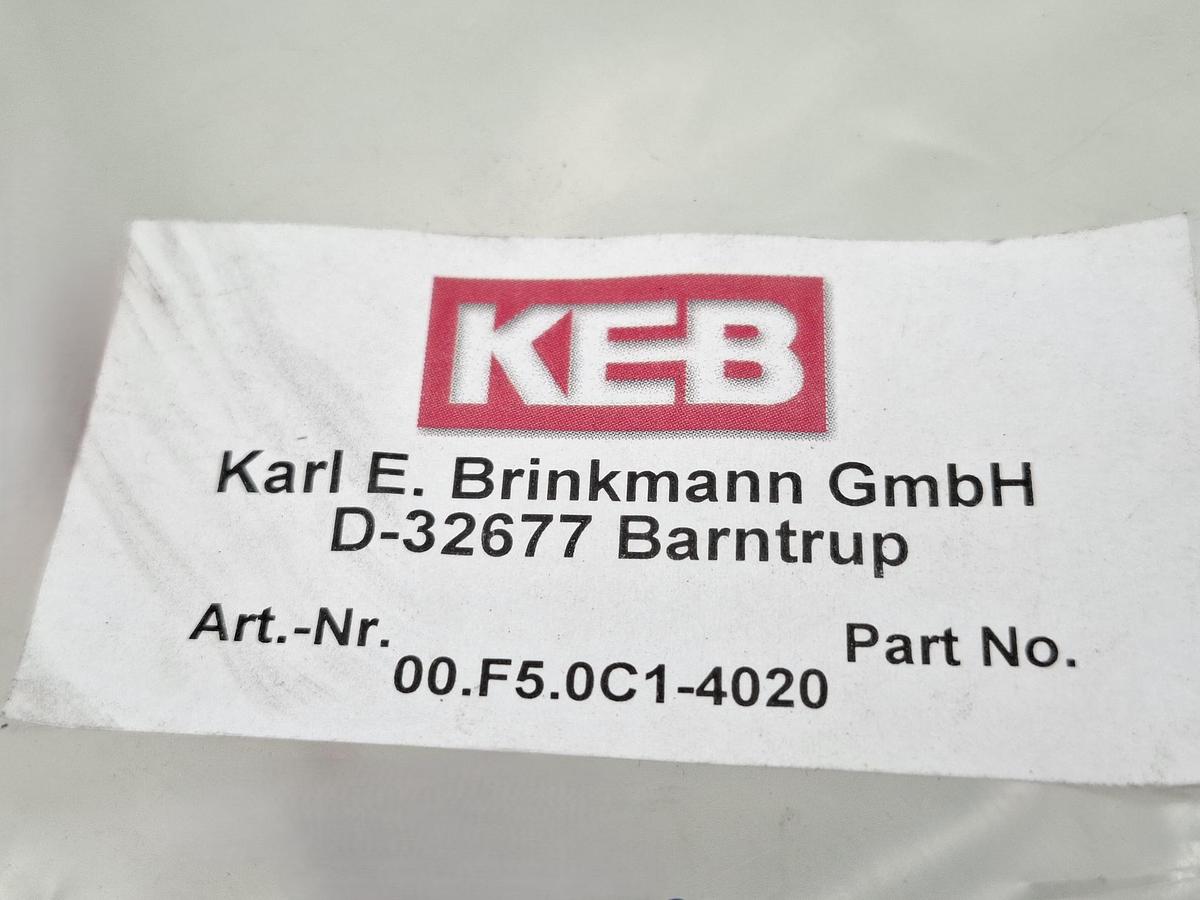 KEB
Karl E. Brinkmann GmbH
D-32677 Barntrup
Art.-Nr. Part No.
00.F5.0C1-4020